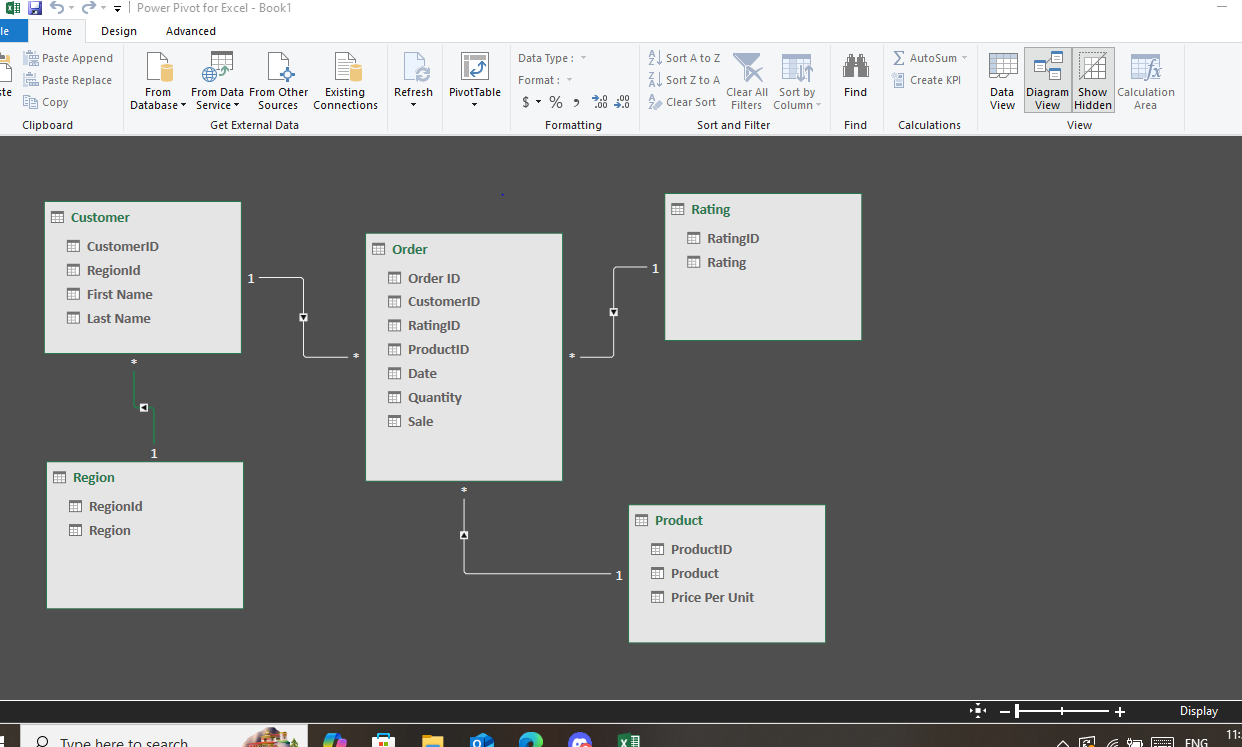 Power Pivot for Excel - Book1
le Home Design Advanced
Paste Append
Paste Replace
Copy
ste
Clipboard
From Database
From Data Service
From Other Sources
Existing Connections
Get External Data
Refresh
PivotTable
Data Type :
Format :
$ % , .00 .00
Formatting
Sort A to Z
Sort Z to A
Clear Sort
Clear All Filters
Sort by Column
Sort and Filter
Find
Find
AutoSum
Create KPI
Calculations
Data View
Diagram View
Show Hidden
Calculation Area
View
Customer
CustomerID
RegionId
First Name
Last Name
1
*
Order
Order ID
CustomerID
RatingID
ProductID
Date
Quantity
Sale
*
1
Rating
RatingID
Rating
*
1
Region
RegionId
Region
*
1
Product
ProductID
Product
Price Per Unit
Display
Type here to search
ENG
11: